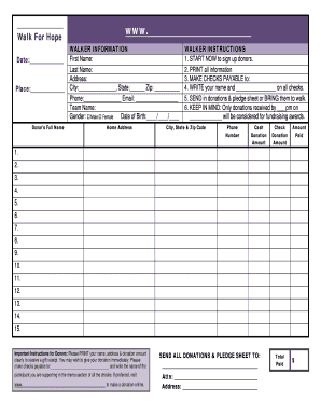 www.
Walk For Hope
Date:
Place:
WALKER INFORMATION
First Name:
Last Name:
Address:
City: State: Zip:
Phone: Email:
Team Name:
Gender: Male Female Date of Birth: / /
WALKER INSTRUCTIONS
1. START NOW to sign up donors.
2. PRINT all information
3. MAKE CHECKS PAYABLE to:
4. WRITE your name and on all checks.
5. SEND in donations & pledge sheet or BRING them to walk.
6. KEEP IN MIND: Only donations received by pm on
will be considered for fundraising awards.
Donor's Full Name Home Address City, State & Zip Code Phone Number Cash Donation Amount Check (Donation Amount) Amount Paid
1.
2.
3.
4.
5.
6.
7.
8.
9.
10.
11.
12.
13.
14.
15.
Important Instructions for Donors: Please PRINT your name, address & donation amount
clearly to receive a gift receipt. You may wish to give your donation immediately. Please
make checks payable to: and write the name of the
participant you are supporting in the memo section of all the checks. If preferred, visit
www. to make a donation online.
SEND ALL DONATIONS & PLEDGE SHEET TO:
Attn:
Address:
Total Paid $